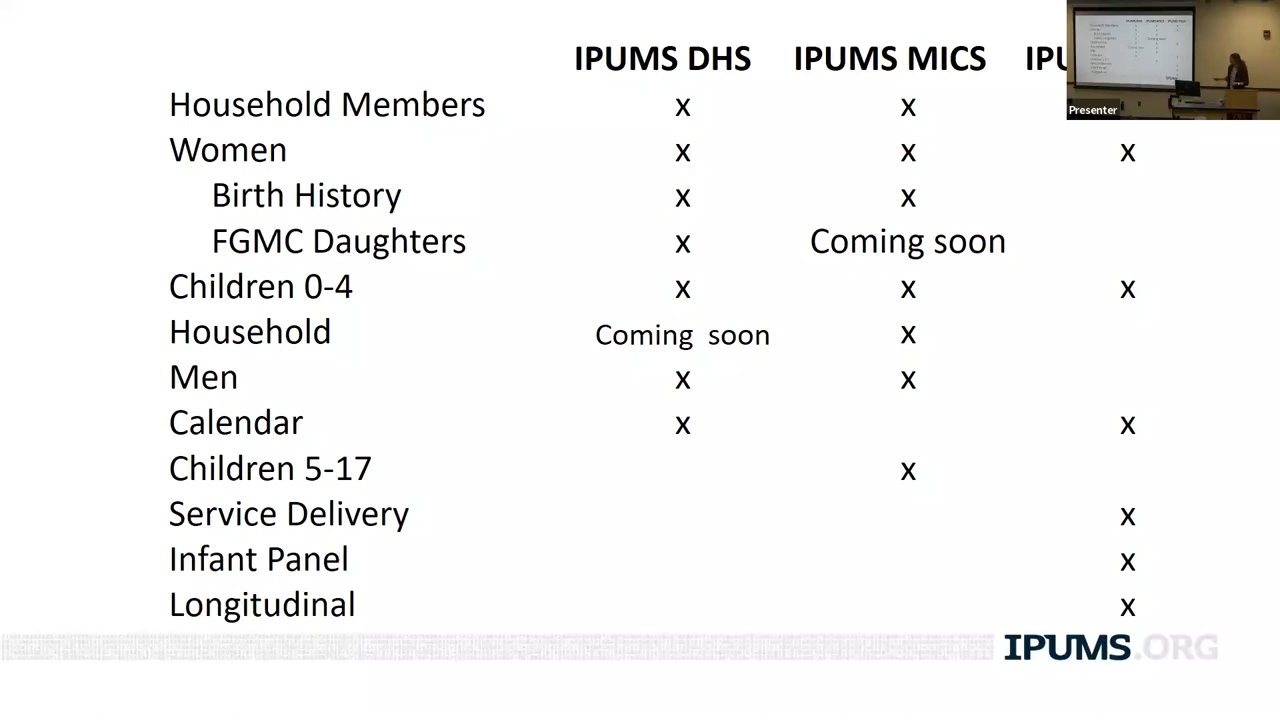 IPUMS DHS IPUMS MICS
Household Members x x
Women x x x
Birth History x x
FGMC Daughters x Coming soon
Children 0-4 x x x
Household Coming soon x
Men x x
Calendar x x
Children 5-17 x
Service Delivery x
Infant Panel x
Longitudinal x
IPUMS.ORG
Presenter